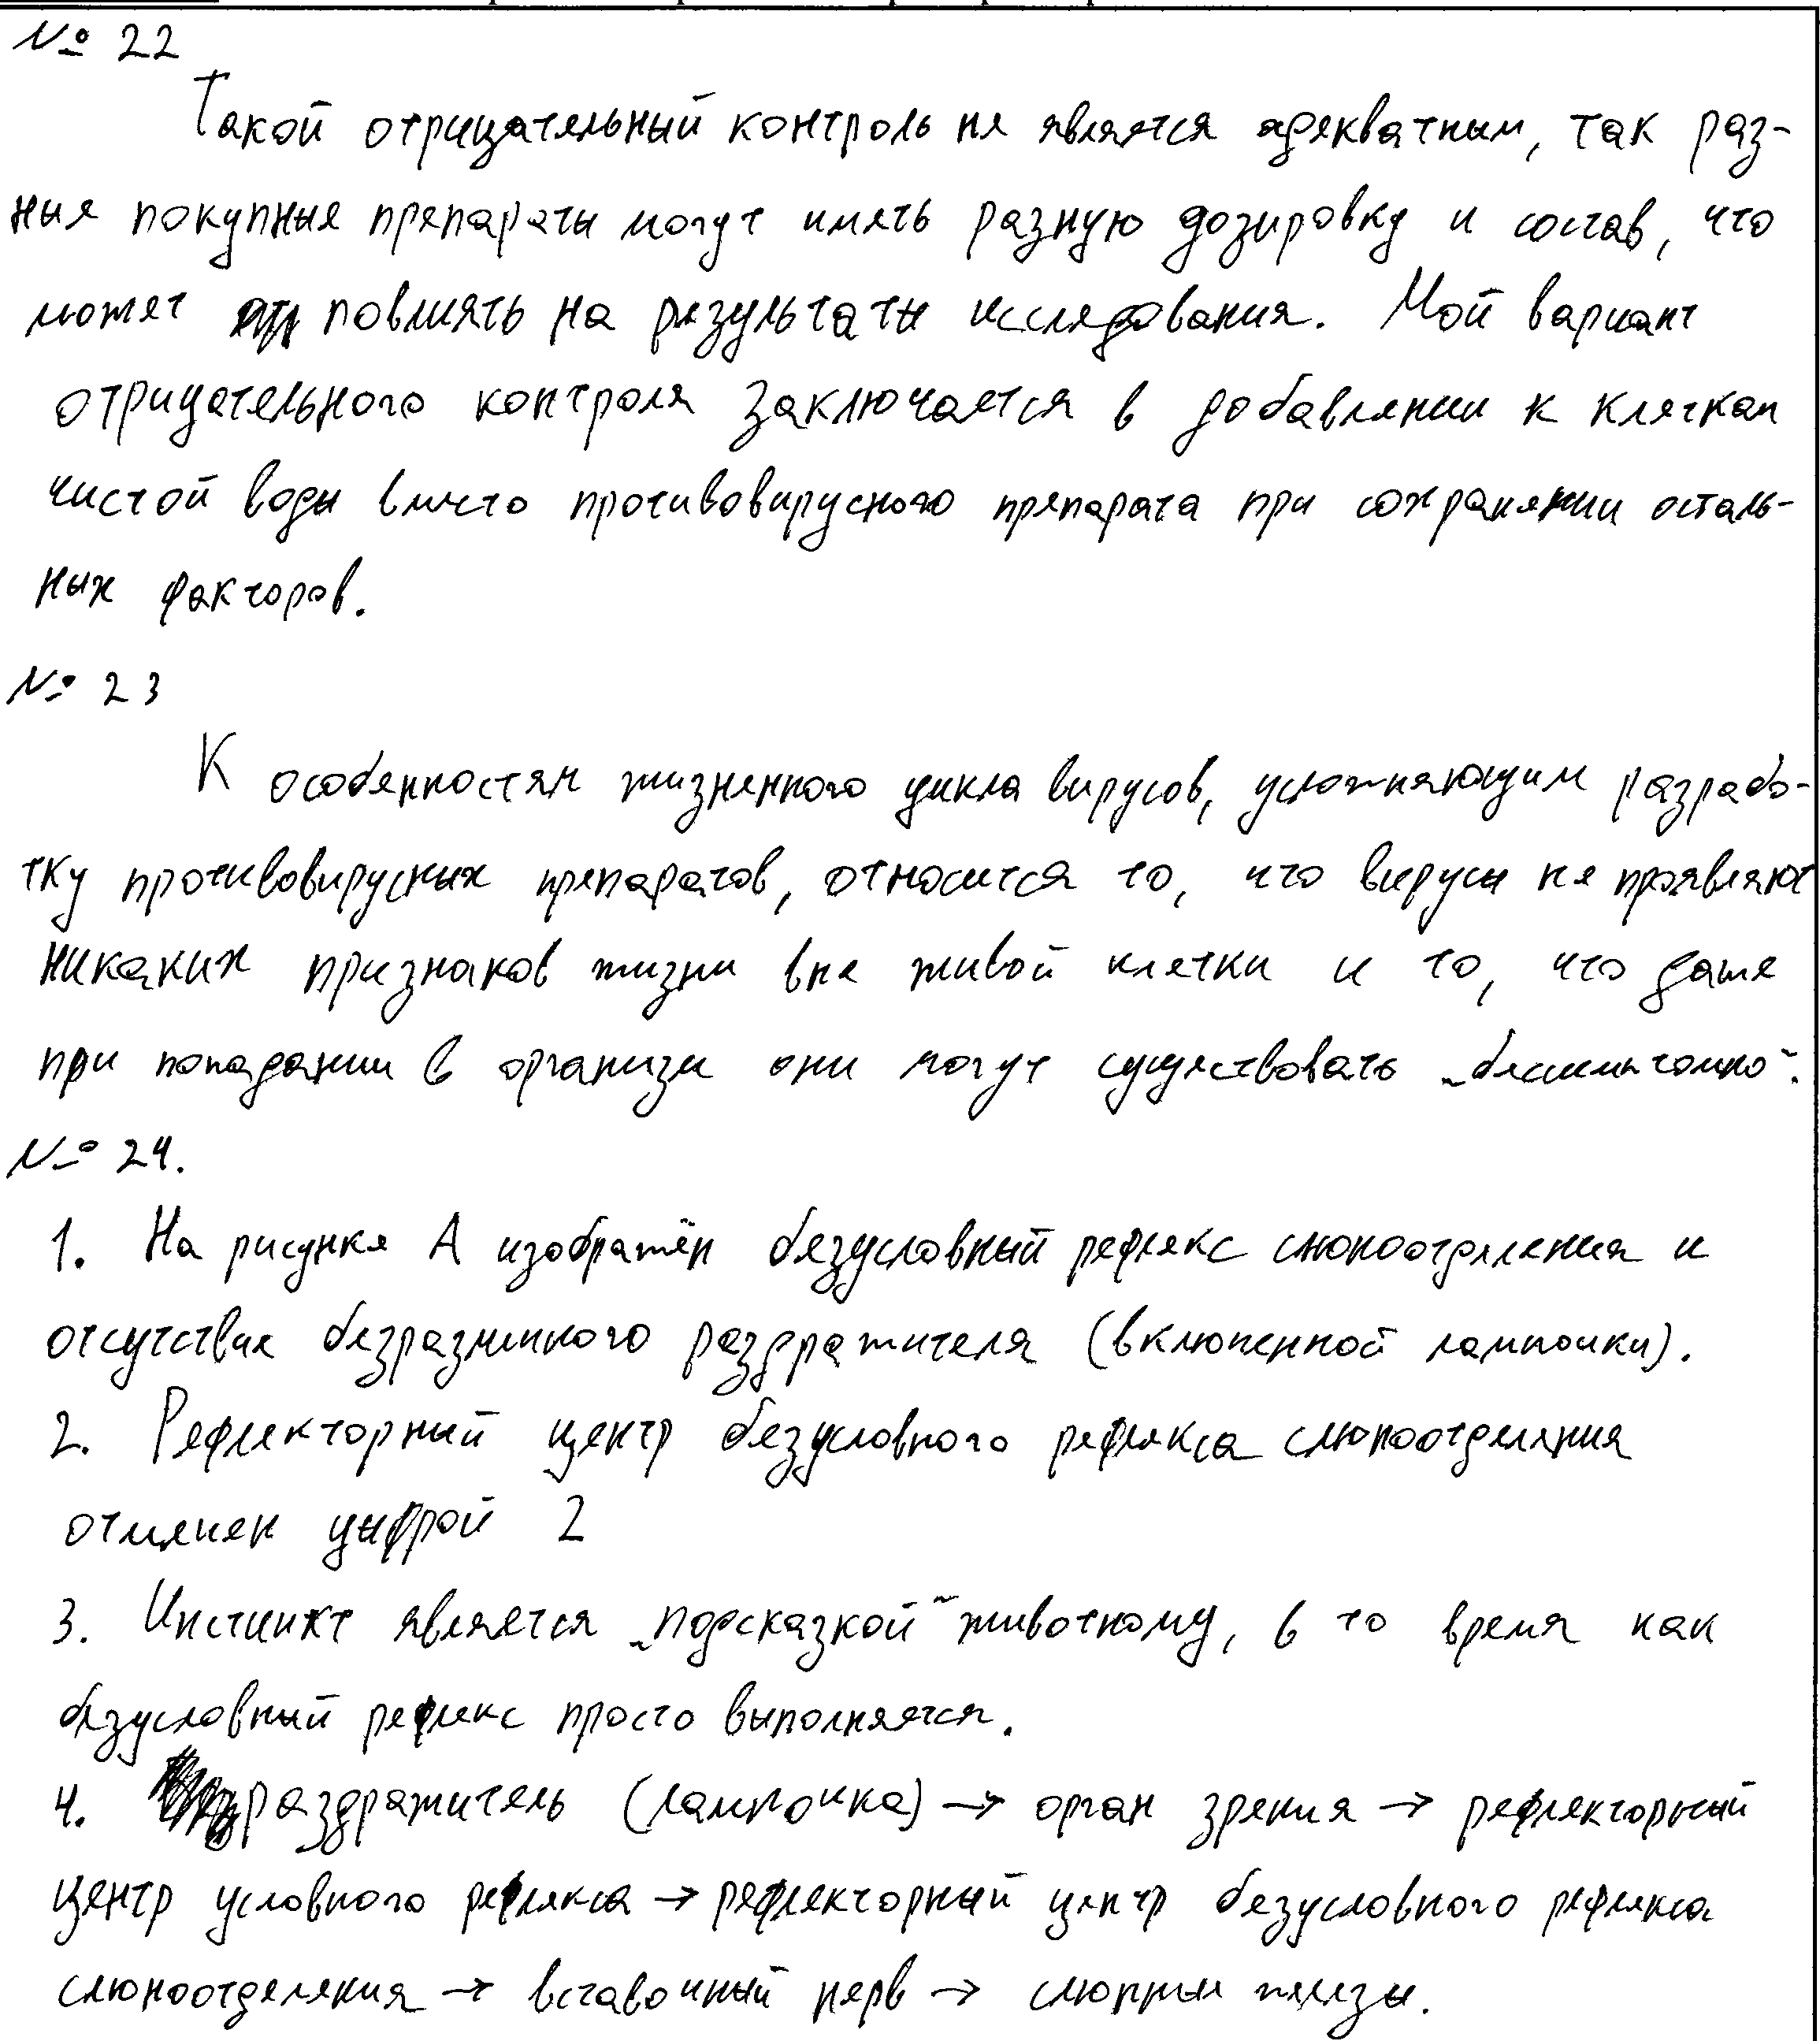 № 22
Такой отрицательный контроль не является адекватным, так раз-
ные покупные препараты могут иметь разную дозировку и состав, что
может повлиять на результаты исследования. Мой вариант
отрицательного контроля заключается в добавлении к клеткам
чистой воды вместо противовирусного препарата при сохранении осталь-
ных факторов.
№ 23
К особенностям жизненного цикла вирусов, усложняющим разрабо-
тку противовирусных препаратов, относится то, что вирусы не проявляют
никаких признаков жизни вне живой клетки и то, что даже
при попадании в организм они могут существовать „бессимптомно“.
№ 24.
1. На рисунке А изображён безусловный рефлекс слюноотделения и
отсутствие безразличного раздражителя (включенной лампочки).
2. Рефлекторный центр безусловного рефлекса слюноотделения
отмечен цифрой 2
3. Инстинкт является „подсказкой“ животному, в то время как
безусловный рефлекс просто выполняется.
4. раздражитель (лампочка) → орган зрения → рефлекторный
центр условного рефлекса → рефлекторный центр безусловного рефлекса
слюноотделения → вставочный нерв → слюнные железы.